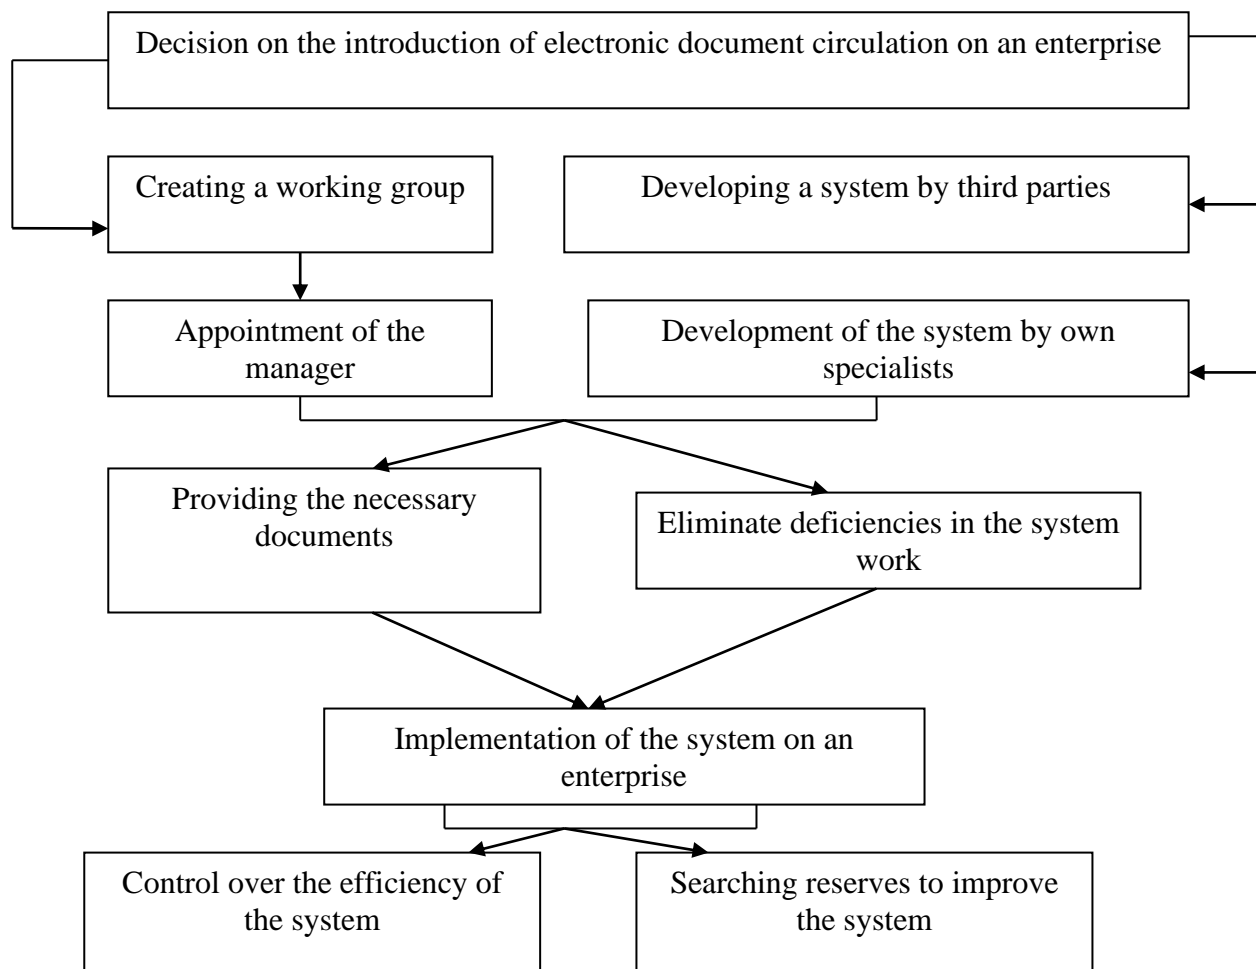 Decision on the introduction of electronic document circulation on an enterprise
Creating a working group
Developing a system by third parties
Appointment of the
manager
Development of the system by own
specialists
Providing the necessary
documents
Eliminate deficiencies in the system
work
Implementation of the system on an
enterprise
Control over the efficiency of
the system
Searching reserves to improve
the system